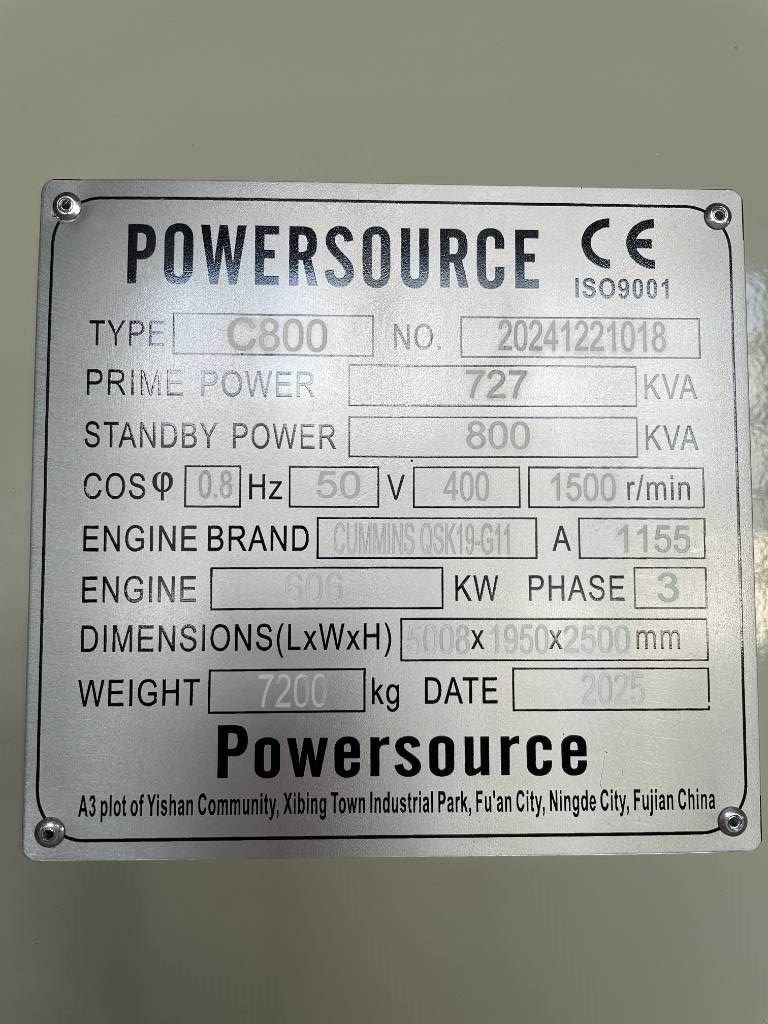 POWERSOURCE CE
ISO9001
TYPE C800 NO. 20241221018
PRIME POWER 727 KVA
STANDBY POWER 800 KVA
COSφ 0.8 Hz 50 V 400 1500 r/min
ENGINE BRAND CUMMINS QSK19-G11 A 1155
ENGINE 606 KW PHASE 3
DIMENSIONS(LxWxH) 5008x1950x2500 mm
WEIGHT 7200 kg DATE 2025
Powersource
A3 plot of Yishan Community, Xibing Town Industrial Park, Fu'an City, Ningde City, Fujian China